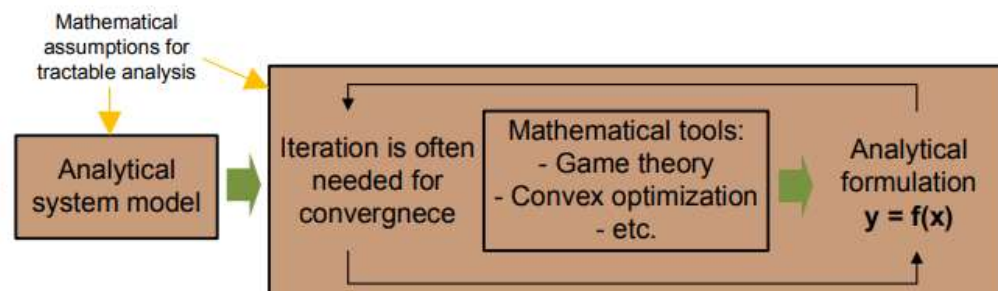 Mathematical
assumptions for
tractable analysis
Analytical
system model
Iteration is often
needed for
convergnece
Mathematical tools:
- Game theory
- Convex optimization
- etc.
Analytical
formulation
y = f(x)